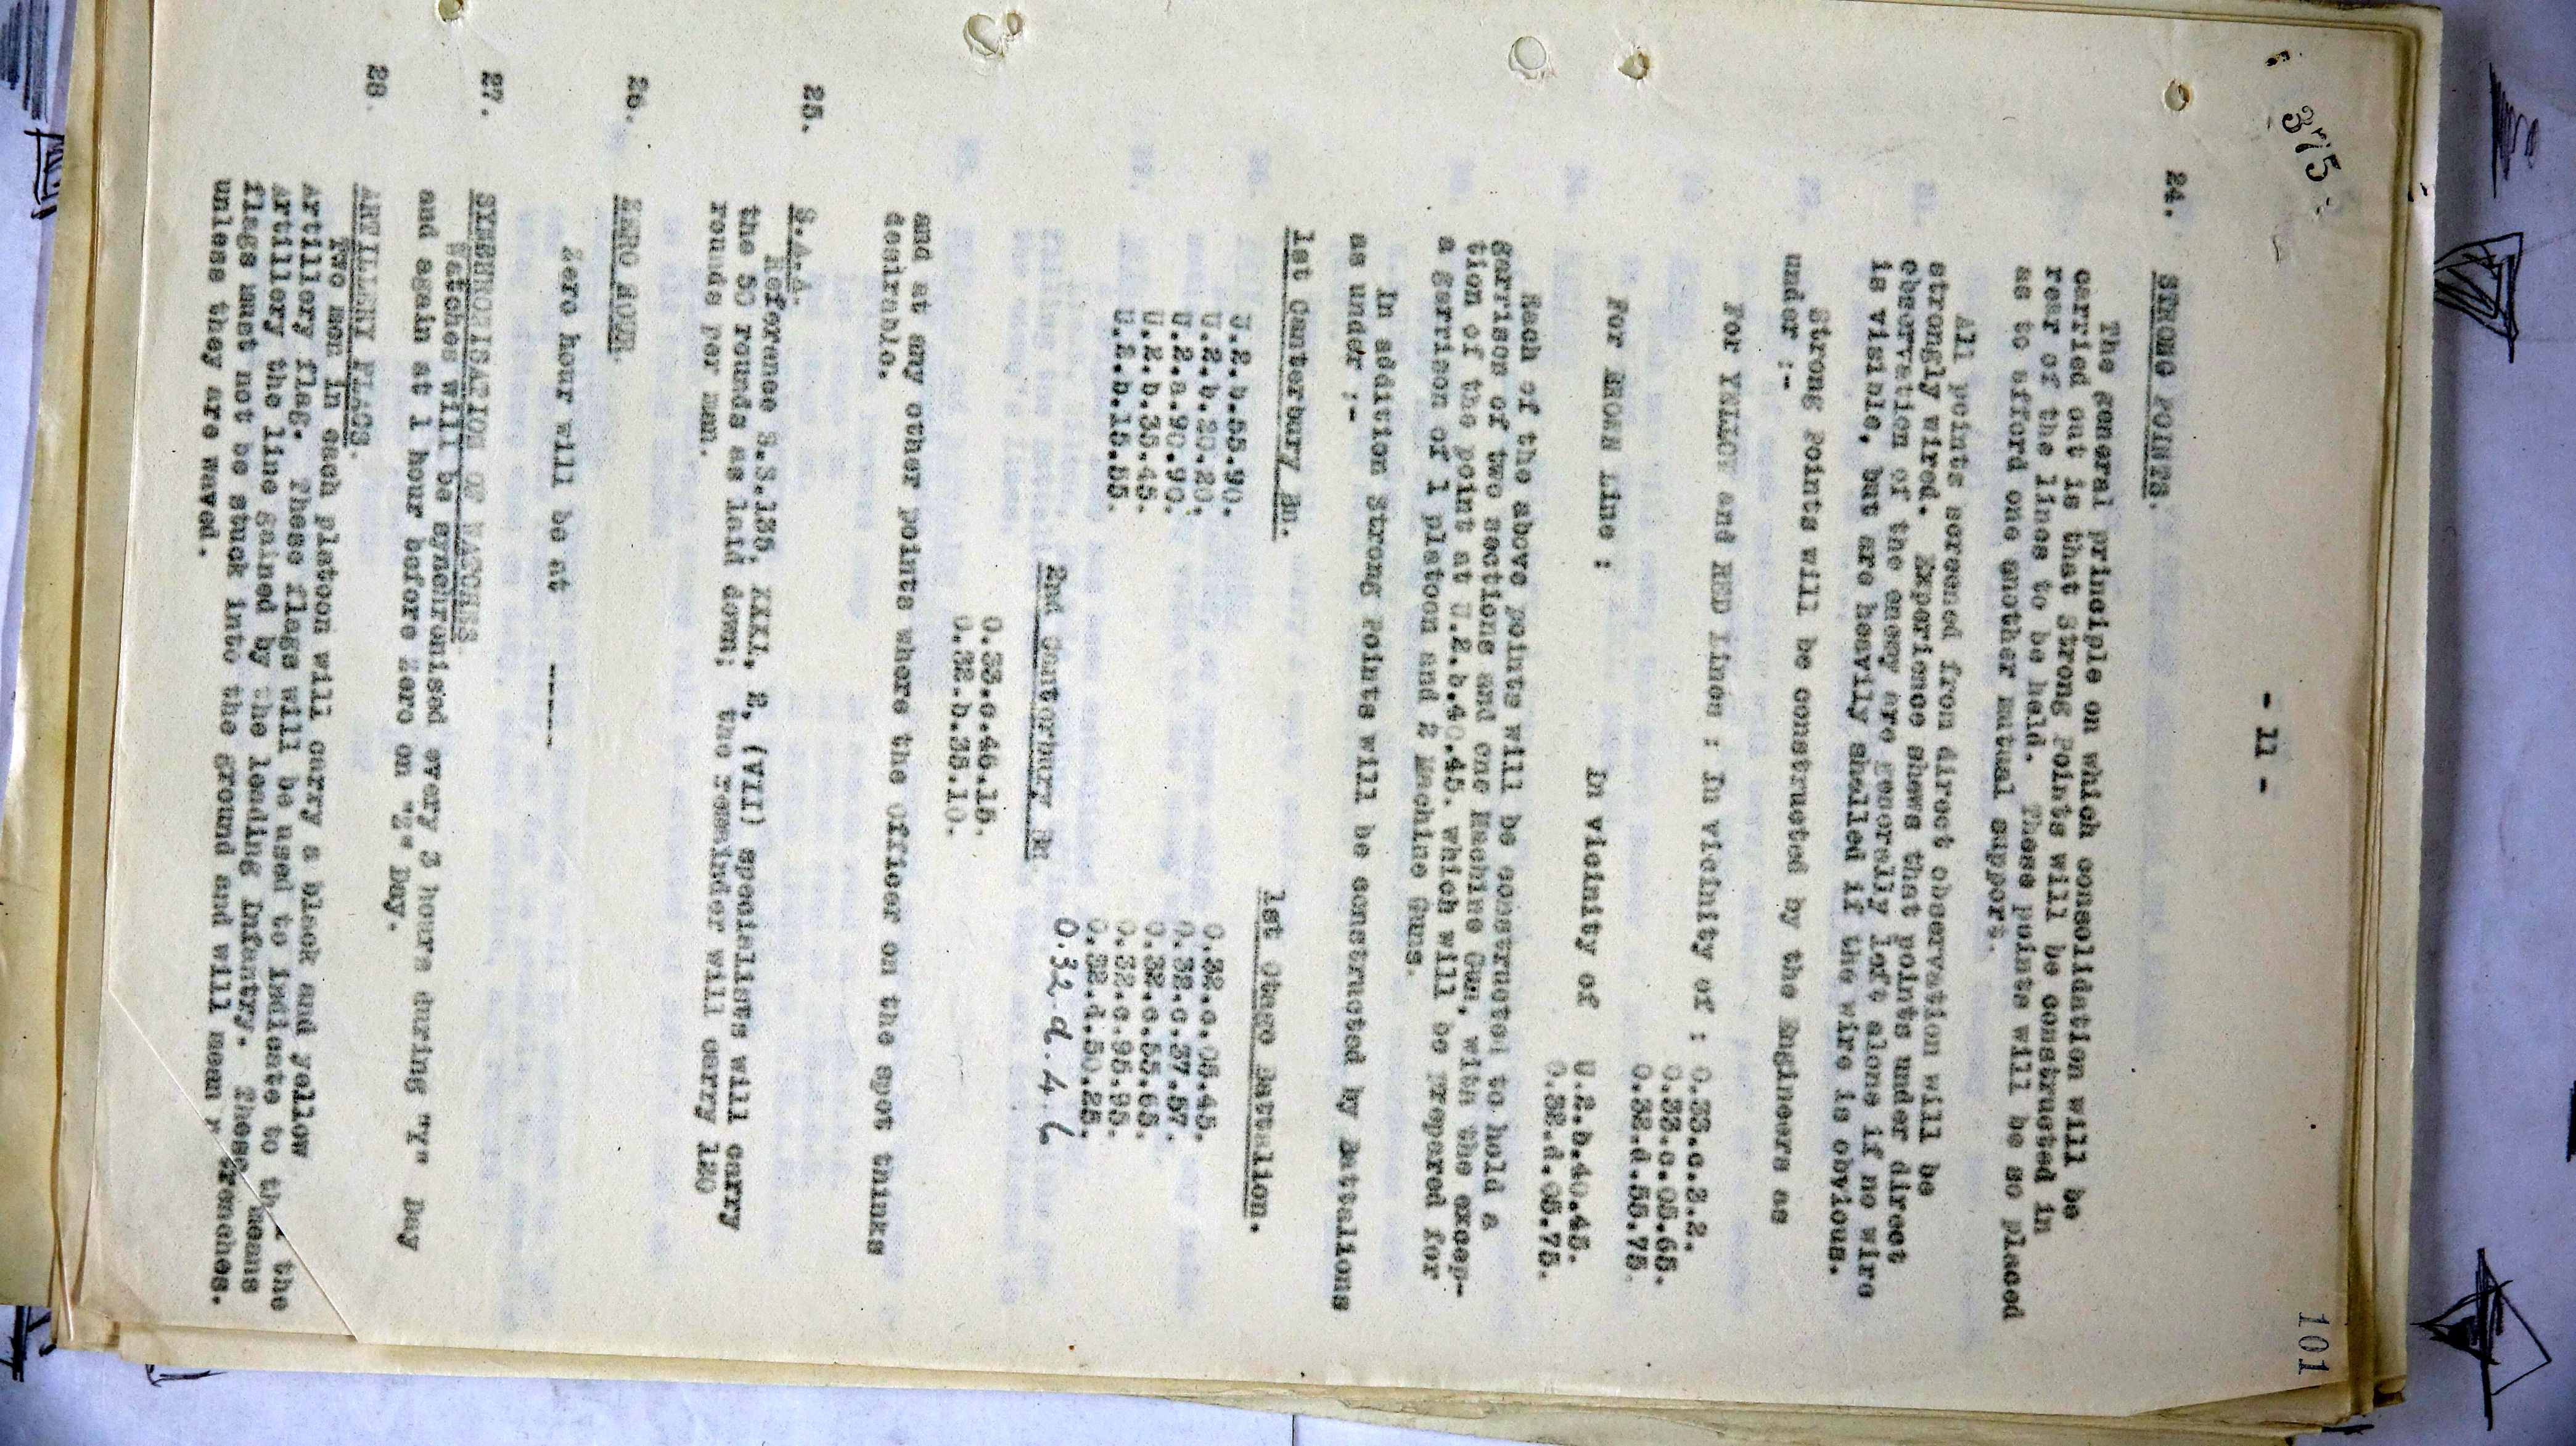 375
101
- 11 -
24. STRONG POINTS.
The general principle on which consolidation will be
carried out is that Strong Points will be constructed in
rear of the lines to be held. These points will be so placed
as to afford one another mutual support.
All points screened from direct observation will be
strongly wired. Experience shews that points under direct
observation of the enemy are generally left alone if no wire
is visible, but are heavily shelled if the wire is obvious.
Strong Points will be constructed by the Engineers as
under :-
For YELLOW and RED Lines : In vicinity of : O.33.c.2.2.
O.33.c.05.65.
O.32.d.55.75.
For BROWN Line : In vicinity of U.2.b.40.45.
O.32.d.05.75.
Each of the above points will be constructed to hold a
garrison of two sections and one Machine Gun, with the excep-
tion of the point at U.2.b.40.45. which will be prepared for
a garrison of 1 platoon and 2 Machine Guns.
In addition Strong Points will be constructed by Battalions
as under :-
1st Canterbury Bn. 1st Otago Battalion.
U.2.b.55.90. O.32.c.05.45.
U.2.b.20.20. O.32.c.37.57.
U.2.a.90.90. O.32.c.55.65.
U.2.b.35.45. O.32.c.95.95.
U.2.b.15.55. O.32.d.50.25.
O.32.d.4.6
2nd Canterbury Bn
O.33.c.45.15.
O.32.b.35.10.
and at any other points where the officer on the spot thinks
desirable.
25. S.A.A.
Reference S.S.135, XXXI, 2, (VII) specialists will carry
the 50 rounds as laid down; the remainder will carry 120
rounds per man.
26. ZERO HOUR.
Zero hour will be at -----
27. SYNCHRONISATION OF WATCHES
Watches will be synchronised every 3 hours during "Y" Day
and again at 1 hour before Zero on "Z" Day.
28. ARTILLERY FLAGS.
Two men in each platoon will carry a black and yellow
Artillery flag. These flags will be used to indicate to the
Artillery the line gained by the leading Infantry. These
flags must not be stuck into the ground and will mean
unless they are waved.